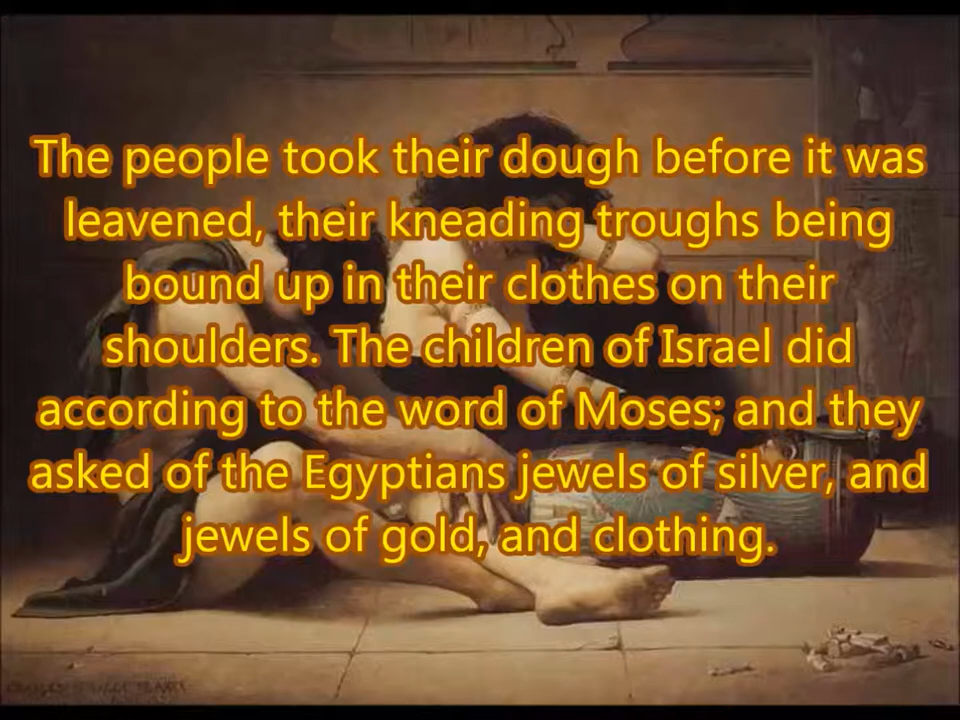 The people took their dough before it was
leavened, their kneading troughs being
bound up in their clothes on their
shoulders. The children of Israel did
according to the word of Moses; and they
asked of the Egyptians jewels of silver, and
jewels of gold, and clothing.